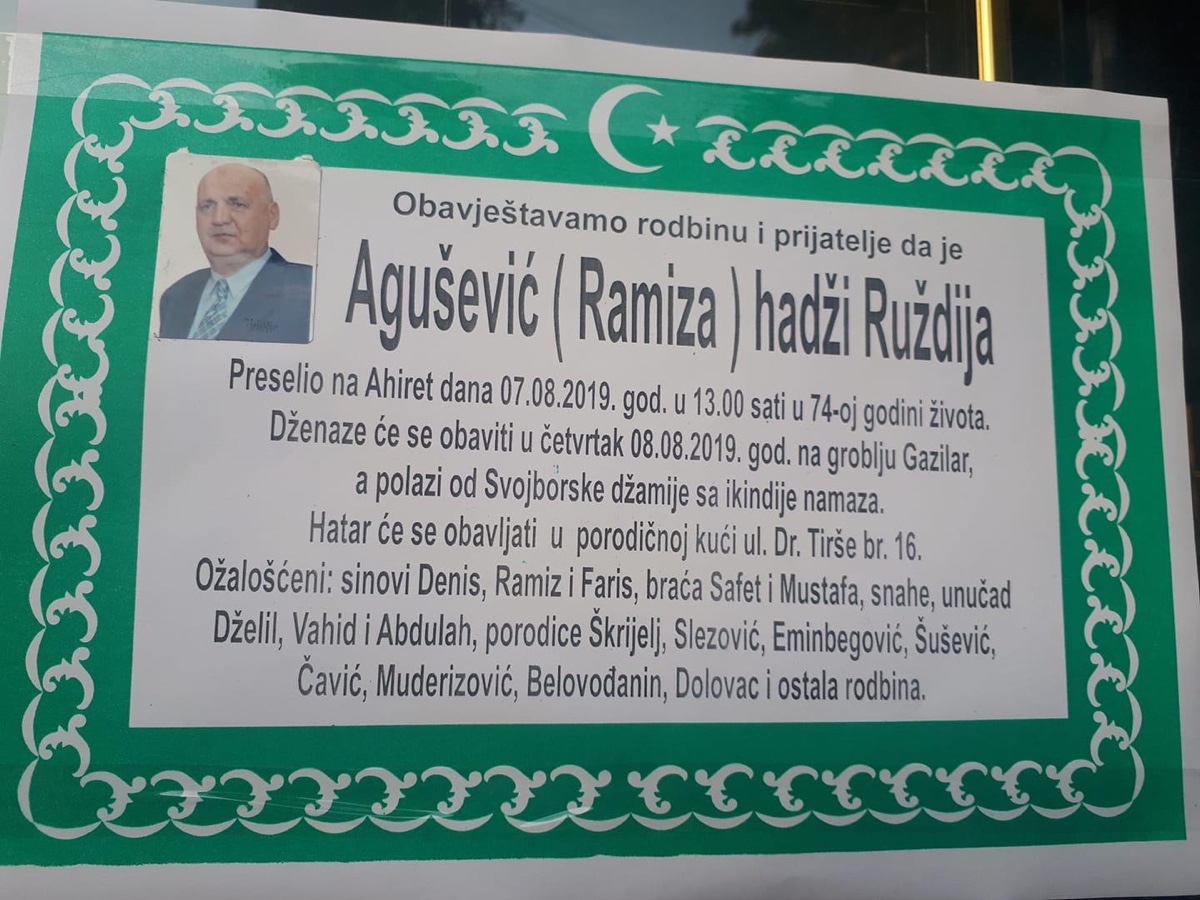 Obavještavamo rodbinu i prijatelje da je
Agušević ( Ramiza ) hadži Ruždija
Preselio na Ahiret dana 07.08.2019. god. u 13.00 sati u 74-oj godini života.
Dženaze će se obaviti u četvrtak 08.08.2019. god. na groblju Gazilar,
a polazi od Svojborske džamije sa ikindije namaza.
Hatar će se obavljati u porodičnoj kući ul. Dr. Tirše br. 16.
Ožalošćeni: sinovi Denis, Ramiz i Faris, braća Safet i Mustafa, snahe, unučad
Dželil, Vahid i Abdulah, porodice Škrijelj, Slezović, Eminbegović, Šušević,
Čavić, Muderizović, Belovođanin, Dolovac i ostala rodbina.